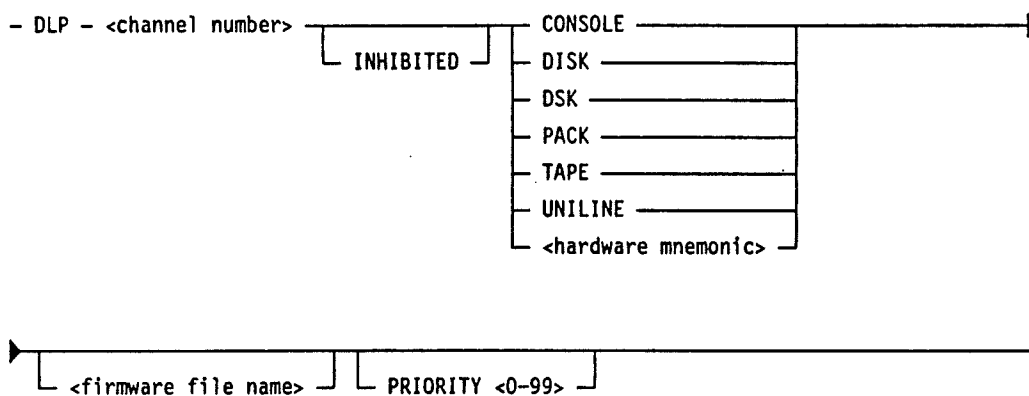 – DLP – <channel number> CONSOLE
INHIBITED DISK
DSK
PACK
TAPE
UNILINE
<hardware mnemonic>
<firmware file name> PRIORITY <0-99>